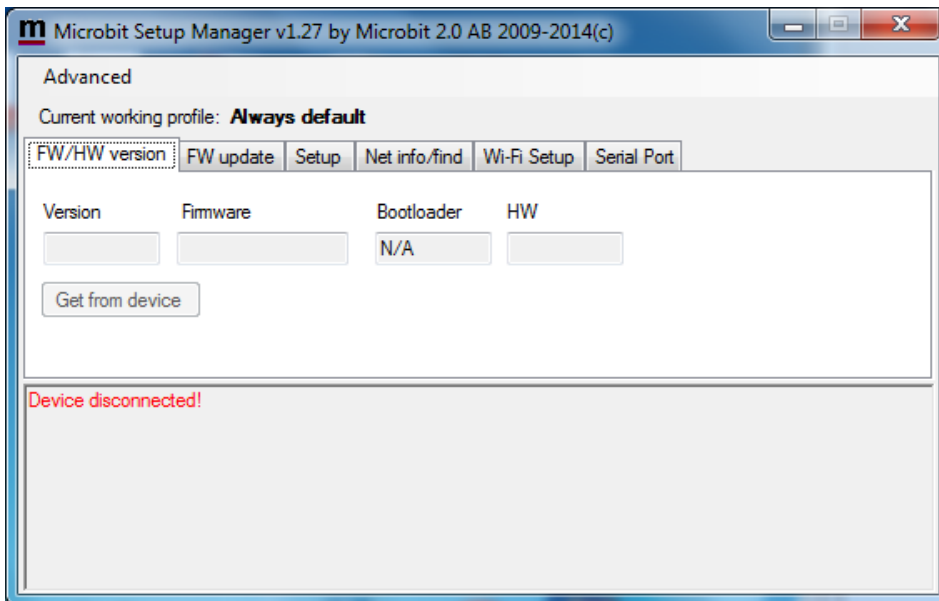 m Microbit Setup Manager v1.27 by Microbit 2.0 AB 2009-2014(c)
Advanced
Current working profile: Always default
FW/HW version FW update Setup Net info/find Wi-Fi Setup Serial Port
Version Firmware Bootloader HW
N/A
Get from device
Device disconnected!